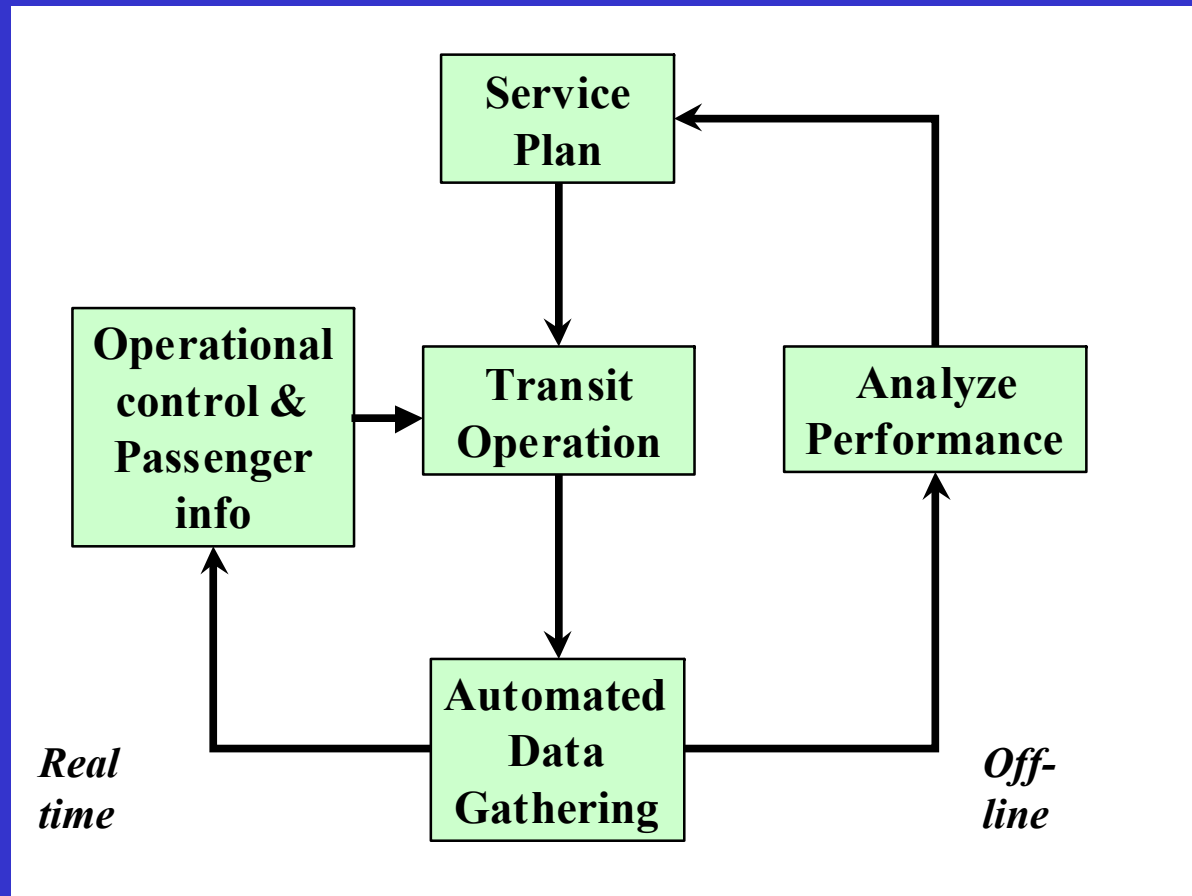 Service
Plan
Operational
control &
Passenger
info
Transit
Operation
Analyze
Performance
Automated
Data
Gathering
Real
time
Off-
line